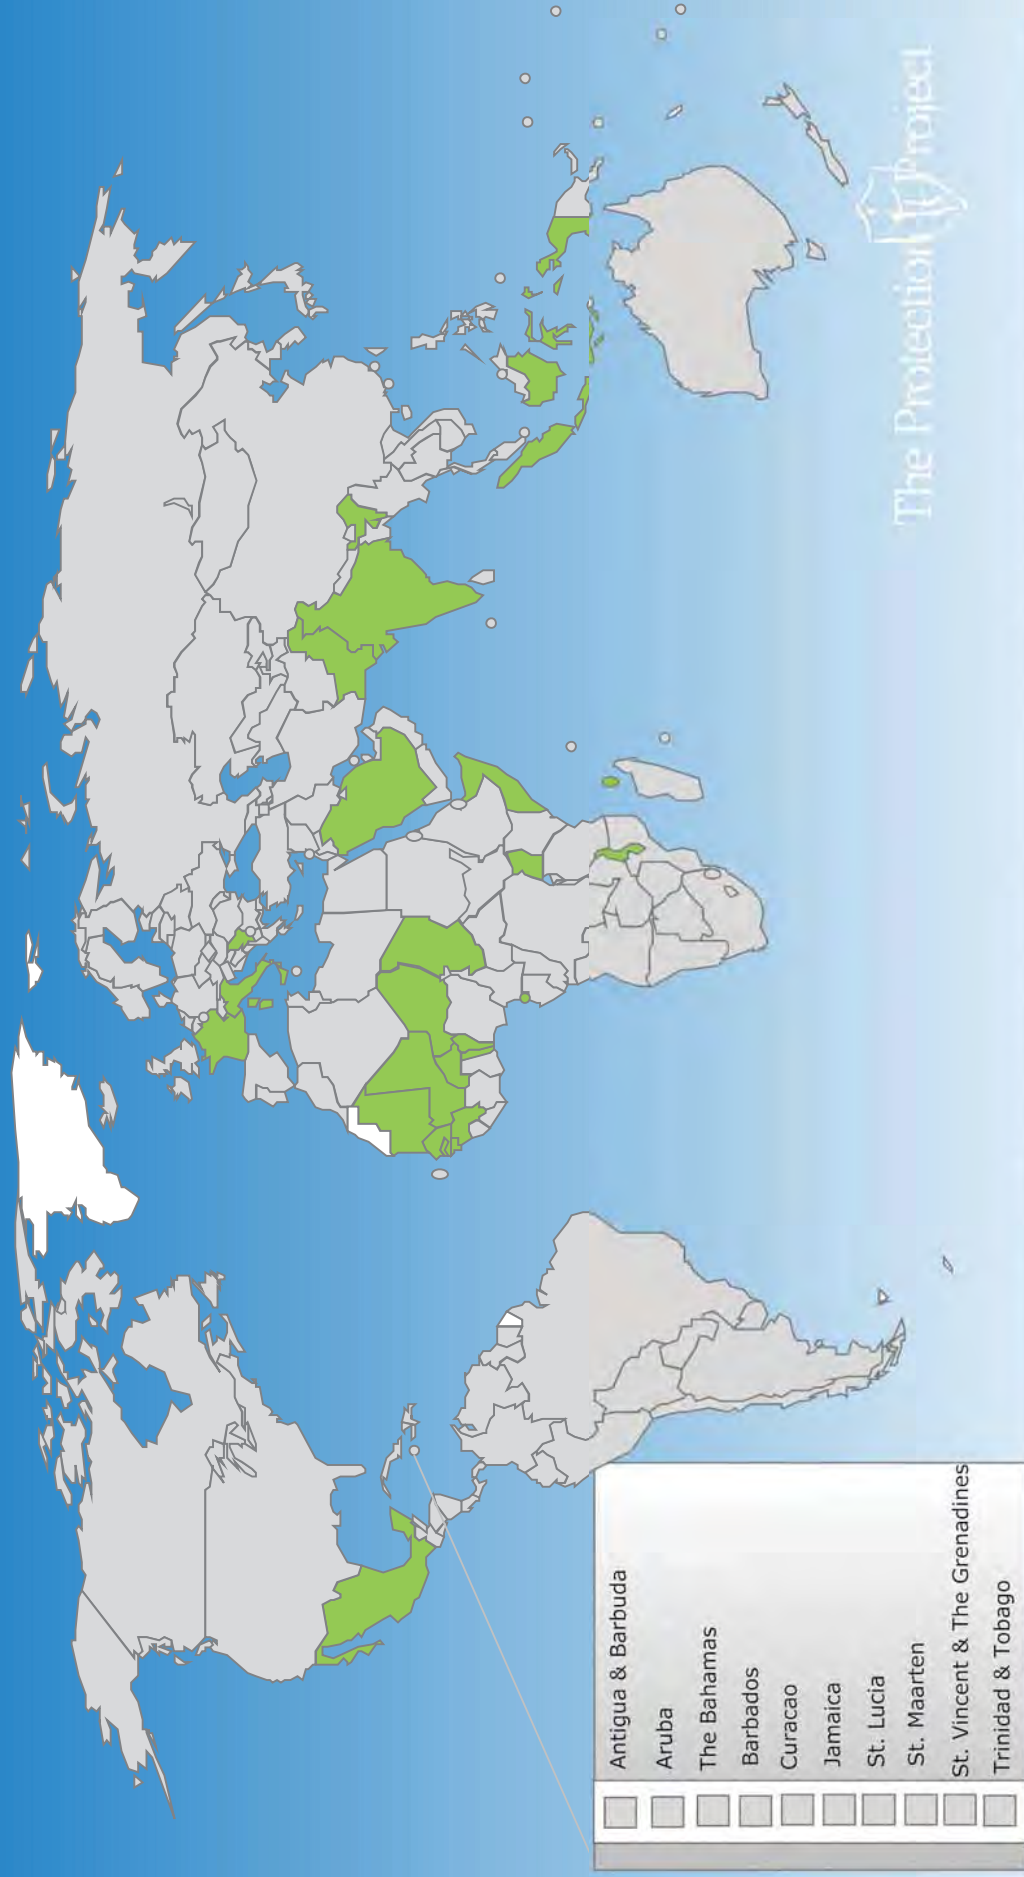 The Protection Project
Antigua & Barbuda
Aruba
The Bahamas
Barbados
Curacao
Jamaica
St. Lucia
St. Maarten
St. Vincent & The Grenadines
Trinidad & Tobago